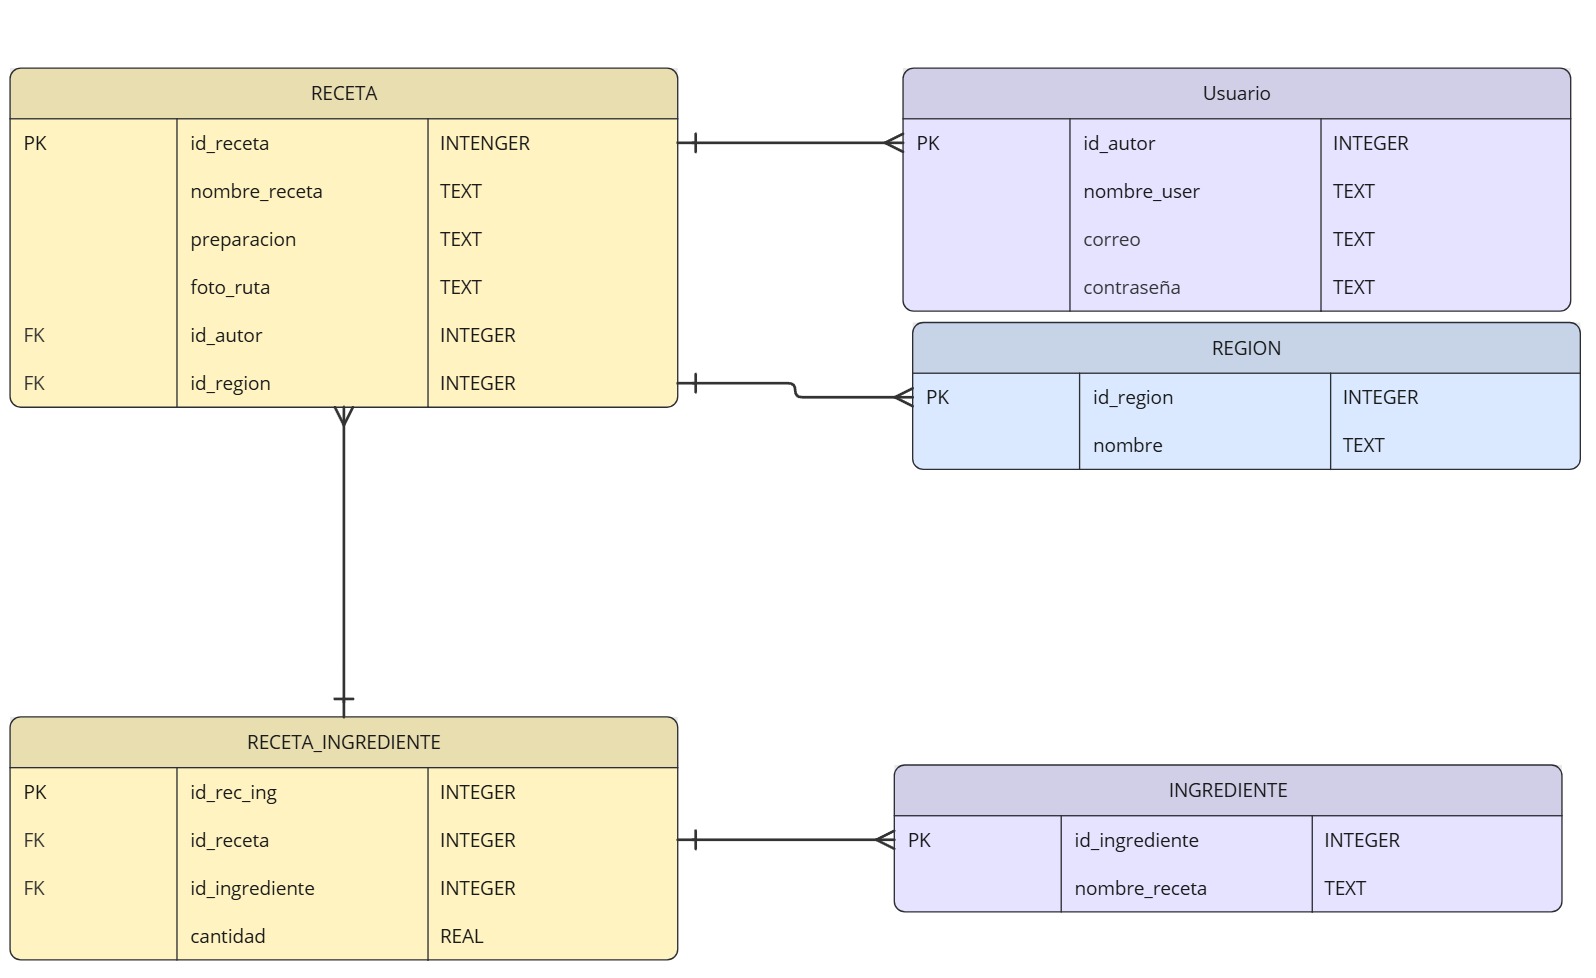 RECETA
PK id_receta INTENGER
nombre_receta TEXT
preparacion TEXT
foto_ruta TEXT
FK id_autor INTEGER
FK id_region INTEGER
Usuario
PK id_autor INTEGER
nombre_user TEXT
correo TEXT
contraseña TEXT
REGION
PK id_region INTEGER
nombre TEXT
RECETA_INGREDIENTE
PK id_rec_ing INTEGER
FK id_receta INTEGER
FK id_ingrediente INTEGER
cantidad REAL
INGREDIENTE
PK id_ingrediente INTEGER
nombre_receta TEXT